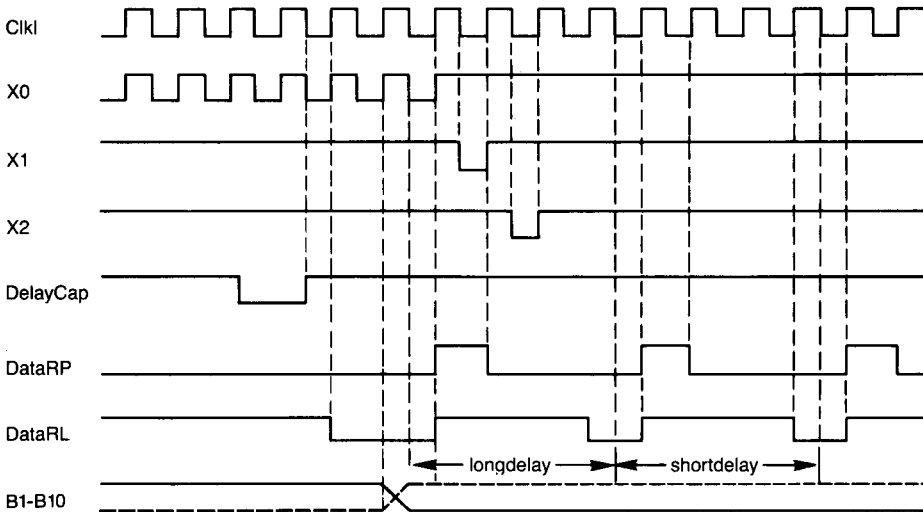 Clkl
X0
X1
X2
DelayCap
DataRP
DataRL
longdelay
shortdelay
B1-B10